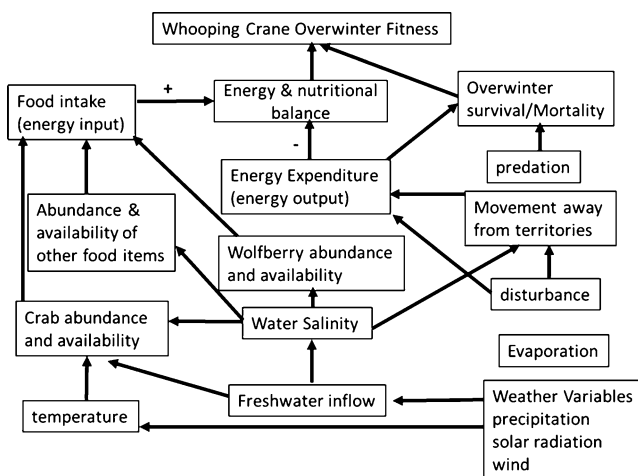 Whooping Crane Overwinter Fitness
+
Food intake
(energy input)
Energy & nutritional
balance
Overwinter
survival/Mortality
-
predation
Energy Expenditure
(energy output)
Abundance &
availability of
other food items
Movement away
from territories
Wolfberry abundance
and availability
disturbance
Crab abundance
and availability
Water Salinity
Evaporation
Freshwater inflow
Weather Variables
precipitation
solar radiation
wind
temperature